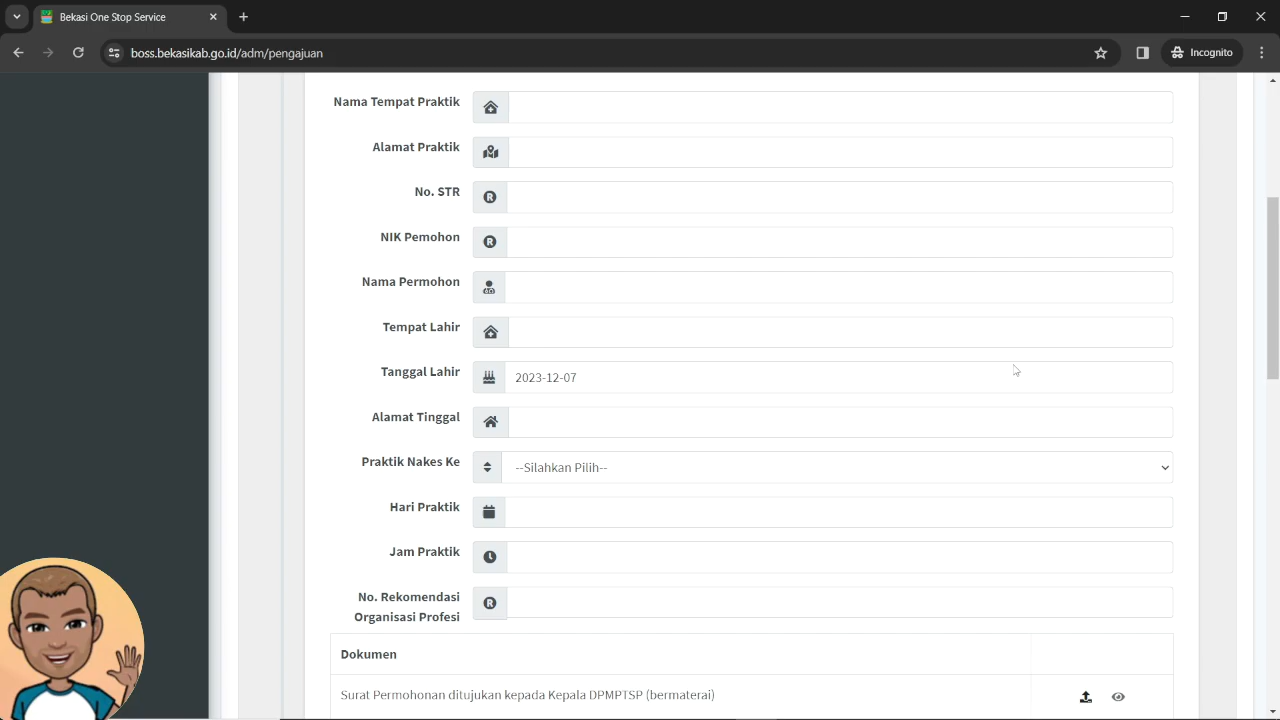 Bekasi One Stop Service
boss.bekasikab.go.id/adm/pengajuan
Incognito
Nama Tempat Praktik
Alamat Praktik
No. STR
NIK Pemohon
Nama Permohon
Tempat Lahir
Tanggal Lahir
2023-12-07
Alamat Tinggal
Praktik Nakes Ke
--Silahkan Pilih--
Hari Praktik
Jam Praktik
No. Rekomendasi
Organisasi Profesi
Dokumen
Surat Permohonan ditujukan kepada Kepala DPMPTSP (bermaterai)